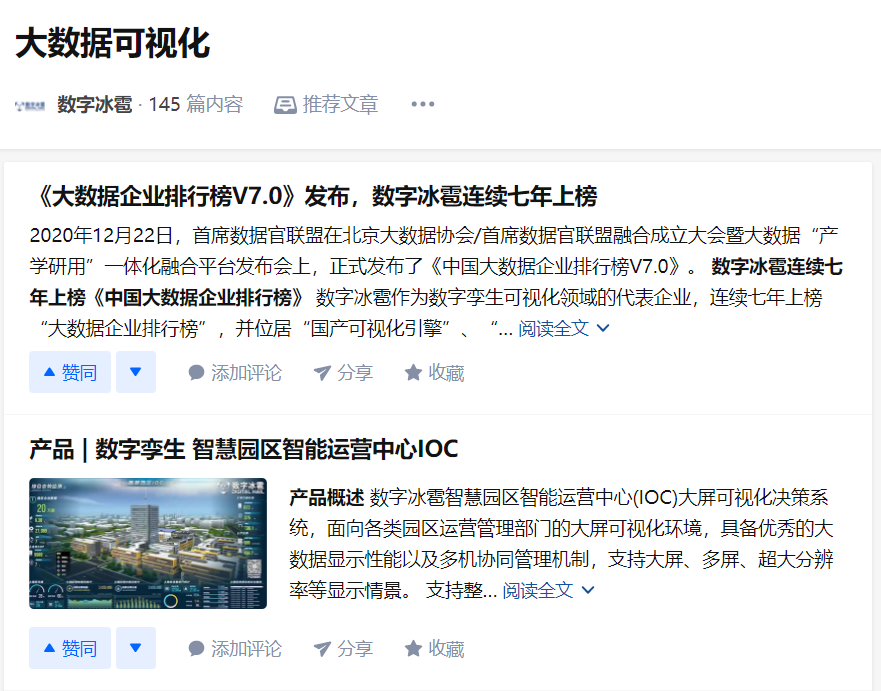 大数据可视化
数字冰雹 · 145 篇内容 推荐文章
《大数据企业排行榜V7.0》发布，数字冰雹连续七年上榜
2020年12月22日，首席数据官联盟在北京大数据协会/首席数据官联盟融合成立大会暨大数据“产
学研用”一体化融合平台发布会上，正式发布了《中国大数据企业排行榜V7.0》。 数字冰雹连续七
年上榜《中国大数据企业排行榜》 数字冰雹作为数字孪生可视化领域的代表企业，连续七年上榜
“大数据企业排行榜”，并位居“国产可视化引擎”、“... 阅读全文
赞同 添加评论 分享 收藏
产品 | 数字孪生 智慧园区智能运营中心IOC
数字冰雹
产品概述 数字冰雹智慧园区智能运营中心(IOC)大屏可视化决策系
统，面向各类园区运营管理部门的大屏可视化环境，具备优秀的大
数据显示性能以及多机协同管理机制，支持大屏、多屏、超大分辨
率等显示情景。 支持整... 阅读全文
赞同 添加评论 分享 收藏